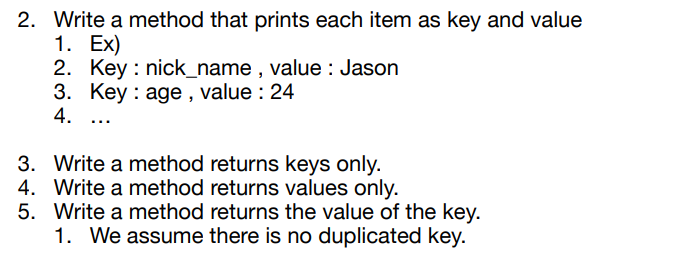 2. Write a method that prints each item as key and value
1. Ex)
2. Key : nick_name , value : Jason
3. Key : age , value : 24
4. ...
3. Write a method returns keys only.
4. Write a method returns values only.
5. Write a method returns the value of the key.
1. We assume there is no duplicated key.